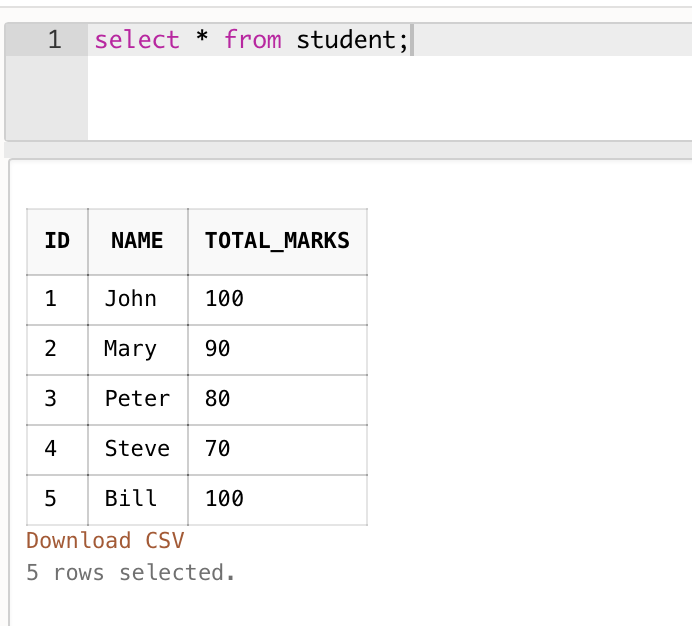 1 select * from student;
ID NAME TOTAL_MARKS
1 John 100
2 Mary 90
3 Peter 80
4 Steve 70
5 Bill 100
Download CSV
5 rows selected.